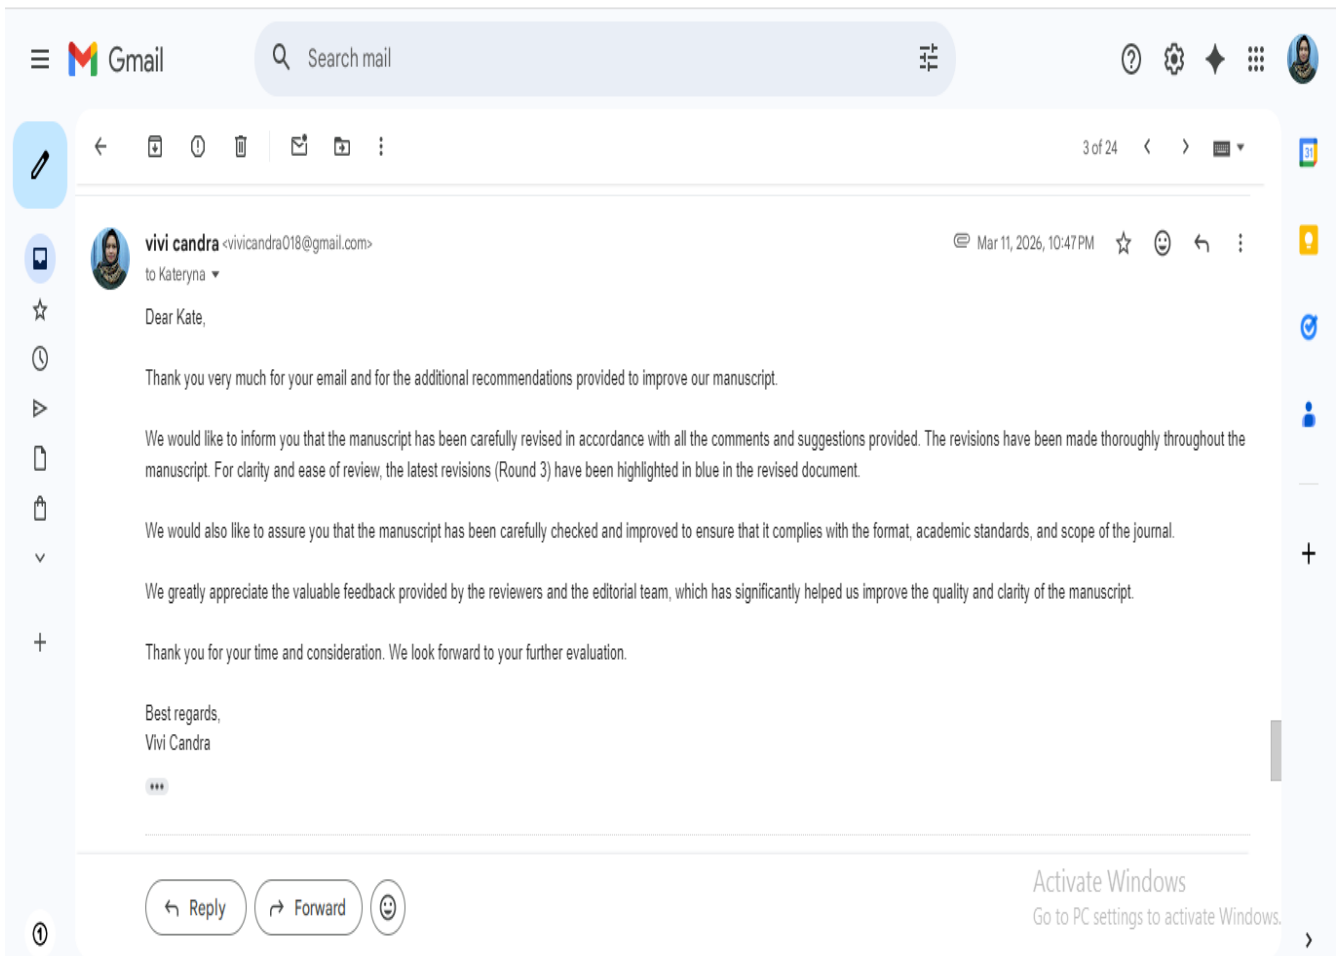 Gmail
Search mail
3 of 24
31
vivi candra <vivicandra018@gmail.com>
Mar 11, 2026, 10:47 PM
to Kateryna
Dear Kate,
Thank you very much for your email and for the additional recommendations provided to improve our manuscript.
We would like to inform you that the manuscript has been carefully revised in accordance with all the comments and suggestions provided. The revisions have been made thoroughly throughout the
manuscript. For clarity and ease of review, the latest revisions (Round 3) have been highlighted in blue in the revised document.
We would also like to assure you that the manuscript has been carefully checked and improved to ensure that it complies with the format, academic standards, and scope of the journal.
We greatly appreciate the valuable feedback provided by the reviewers and the editorial team, which has significantly helped us improve the quality and clarity of the manuscript.
Thank you for your time and consideration. We look forward to your further evaluation.
Best regards,
Vivi Candra
Reply
Forward
Activate Windows
Go to PC settings to activate Windows.
1